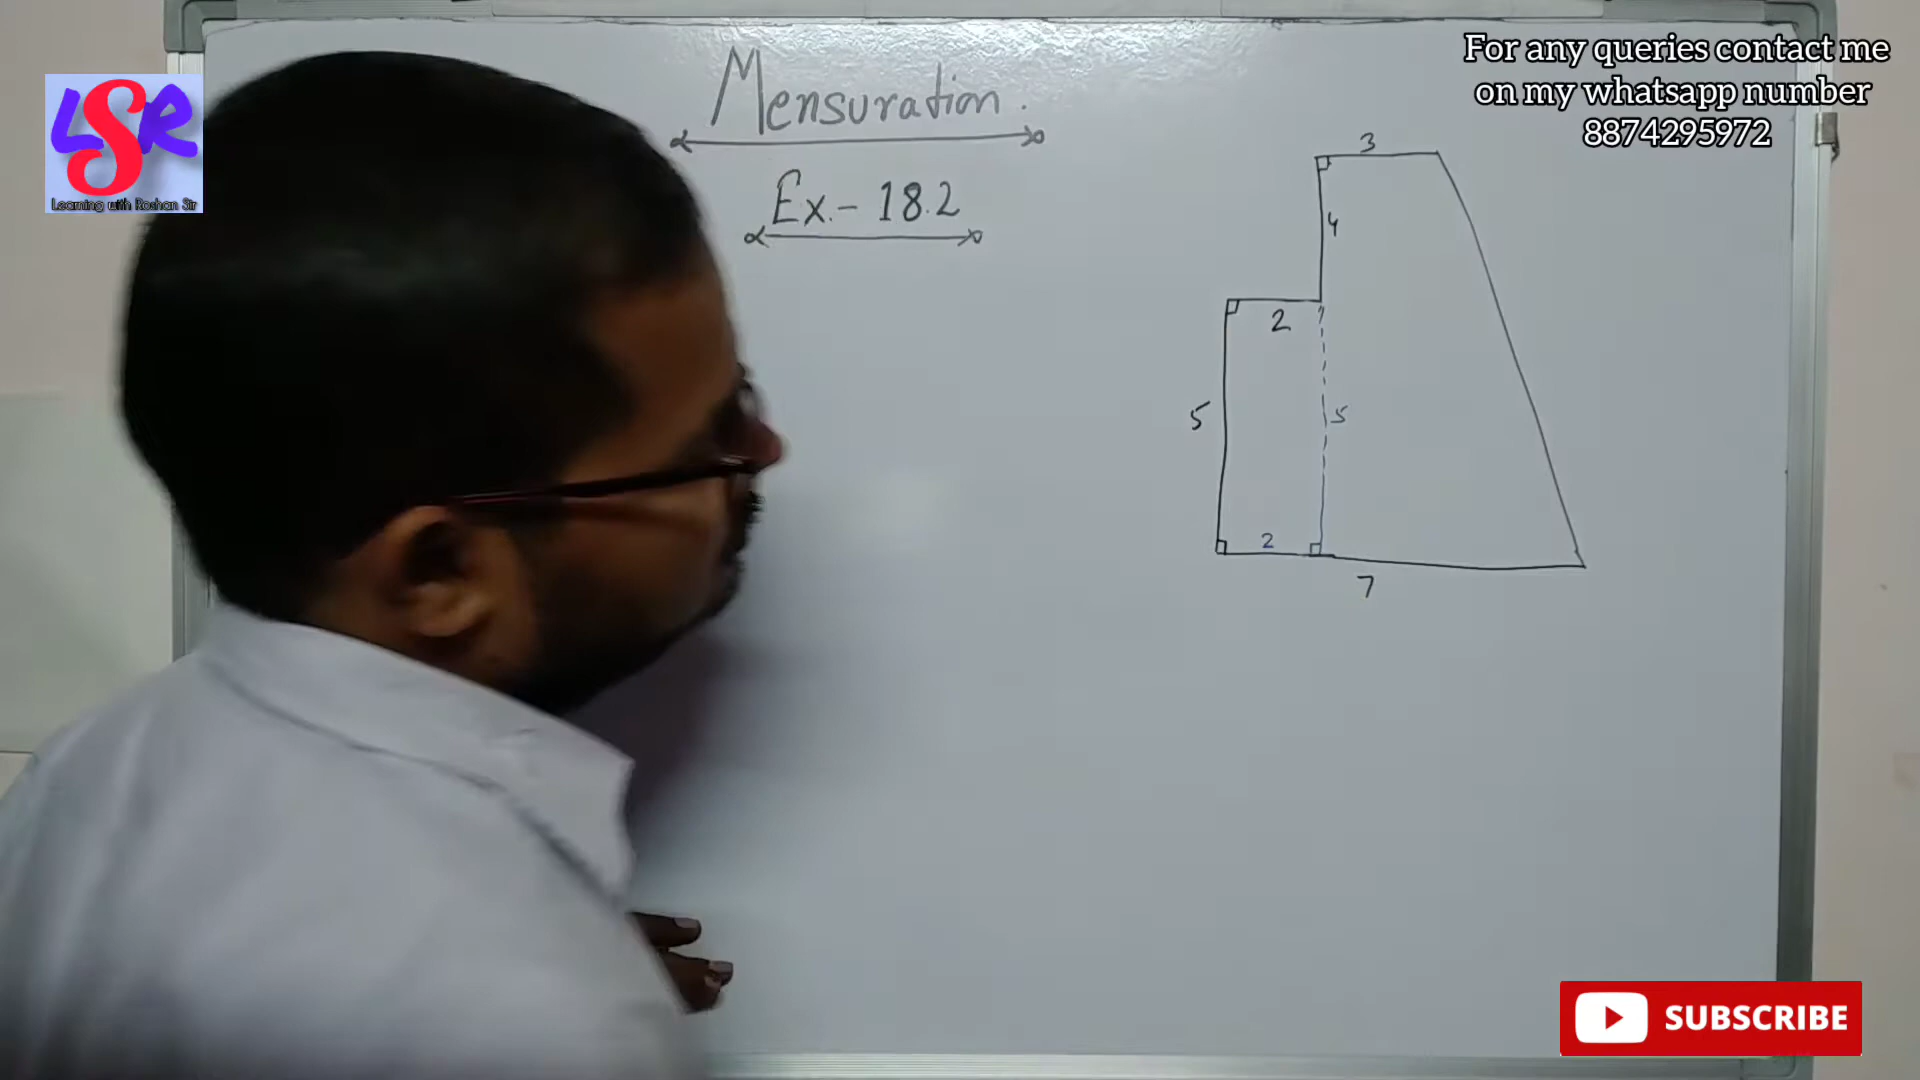 LSR
Learning with Roshan Sir
Mensuration.
Ex.- 18.2
For any queries contact me
on my whatsapp number
8874295972
3
4
2
5
5
2
7
SUBSCRIBE